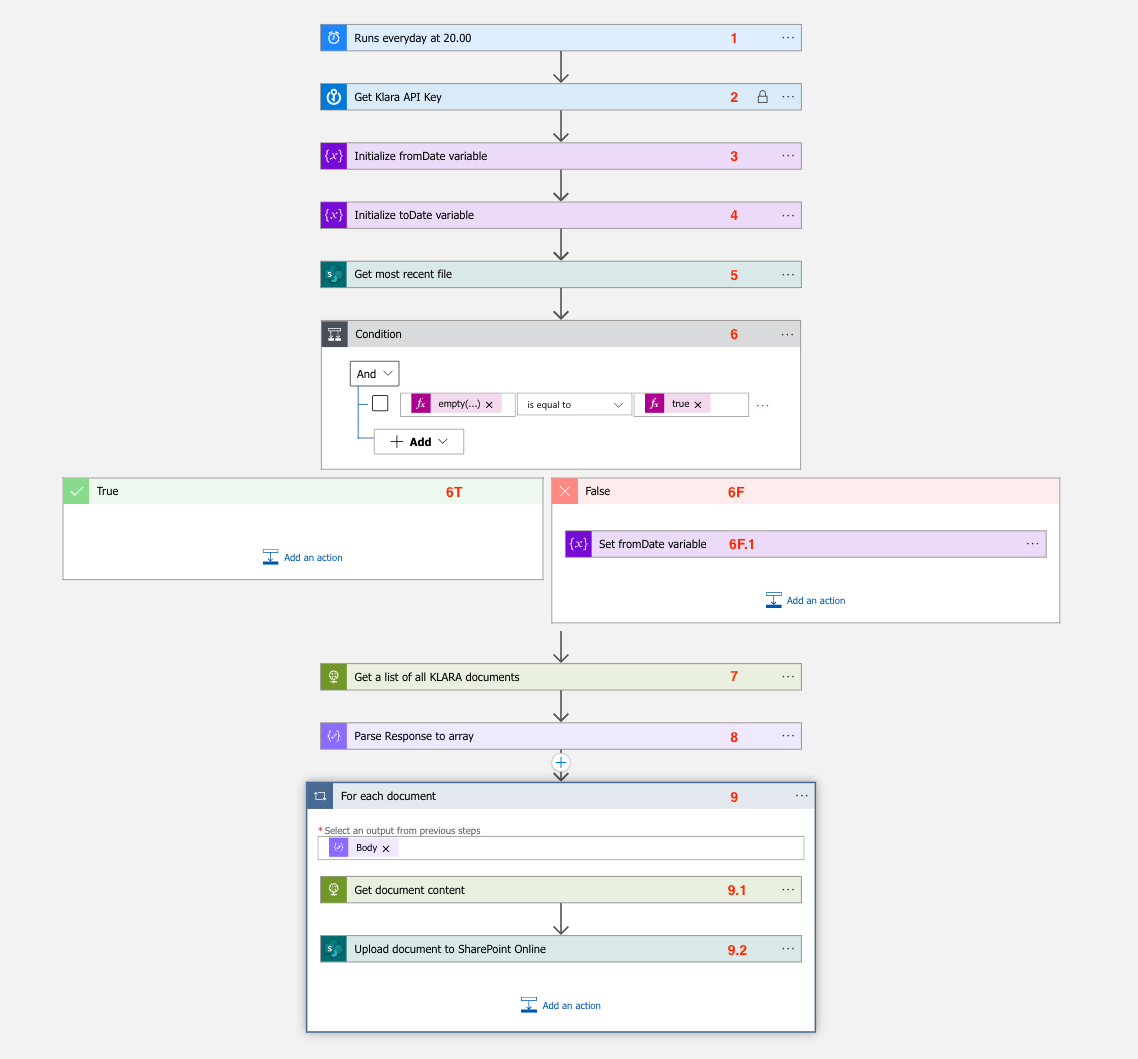 Runs everyday at 20.00 1 ...
Get Klara API Key 2 ...
{x} Initialize fromDate variable 3 ...
{x} Initialize toDate variable 4 ...
S Get most recent file 5 ...
Condition 6 ...
And
fx empty(...) × is equal to fx true × ...
+ Add
True 6T
False 6F
{x} Set fromDate variable 6F.1 ...
Add an action
Add an action
Get a list of all KLARA documents 7 ...
Parse Response to array 8 ...
For each document 9 ...
* Select an output from previous steps
Body ×
Get document content 9.1 ...
S Upload document to SharePoint Online 9.2 ...
Add an action